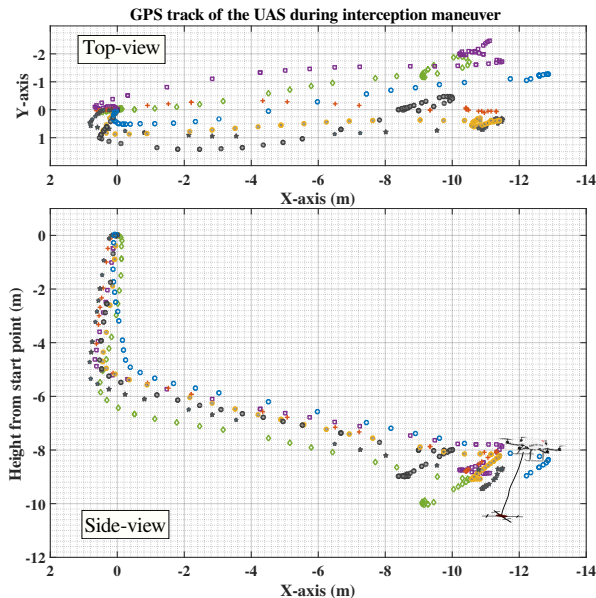 GPS track of the UAS during interception maneuver
Top-view
Y-axis
-2
-1
0
1
2 0 -2 -4 -6 -8 -10 -12 -14
X-axis (m)
Height from start point (m)
0
-2
-4
-6
-8
-10
-12
Side-view
2 0 -2 -4 -6 -8 -10 -12 -14
X-axis (m)